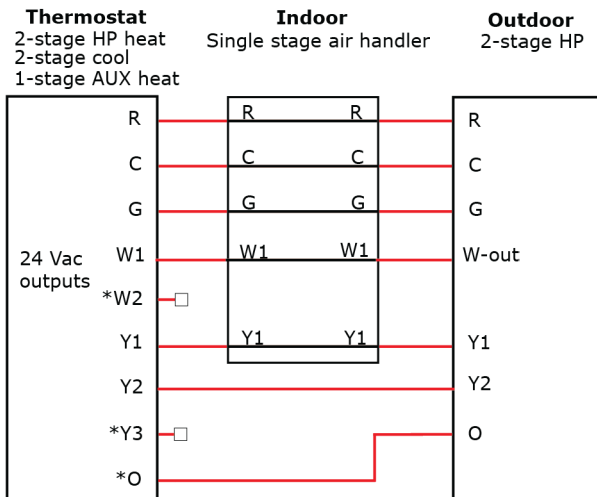 Thermostat
2-stage HP heat
2-stage cool
1-stage AUX heat
Indoor
Single stage air handler
Outdoor
2-stage HP
R
R
R
R
C
C
C
C
G
G
G
G
24 Vac
outputs
W1
W1
W1
W-out
*W2
Y1
Y1
Y1
Y1
Y2
Y2
*Y3
O
*O